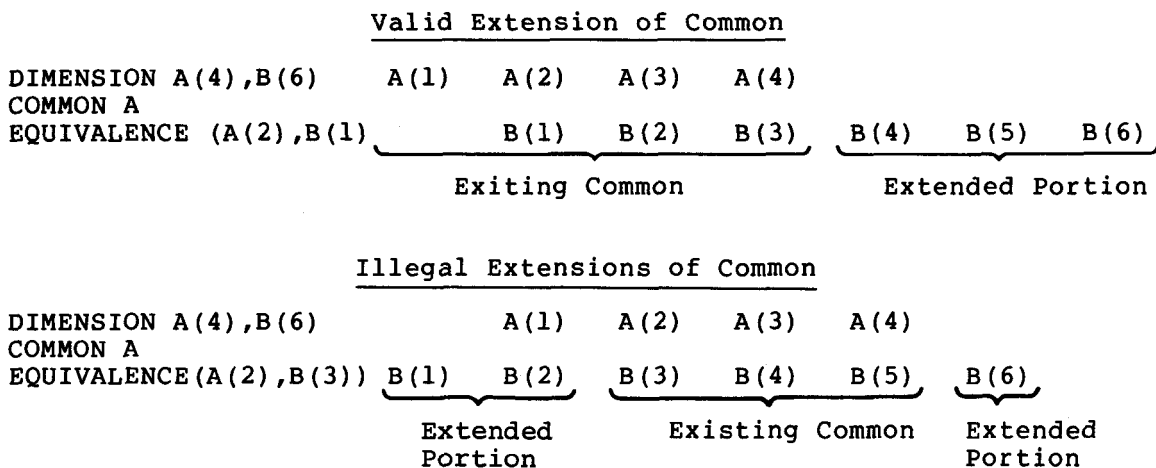 Valid Extension of Common
DIMENSION A(4),B(6) A(1) A(2) A(3) A(4)
COMMON A
EQUIVALENCE (A(2),B(1) B(1) B(2) B(3) B(4) B(5) B(6)
Exiting Common Extended Portion
Illegal Extensions of Common
DIMENSION A(4),B(6) A(1) A(2) A(3) A(4)
COMMON A
EQUIVALENCE(A(2),B(3)) B(1) B(2) B(3) B(4) B(5) B(6)
Extended Existing Common Extended
Portion Portion